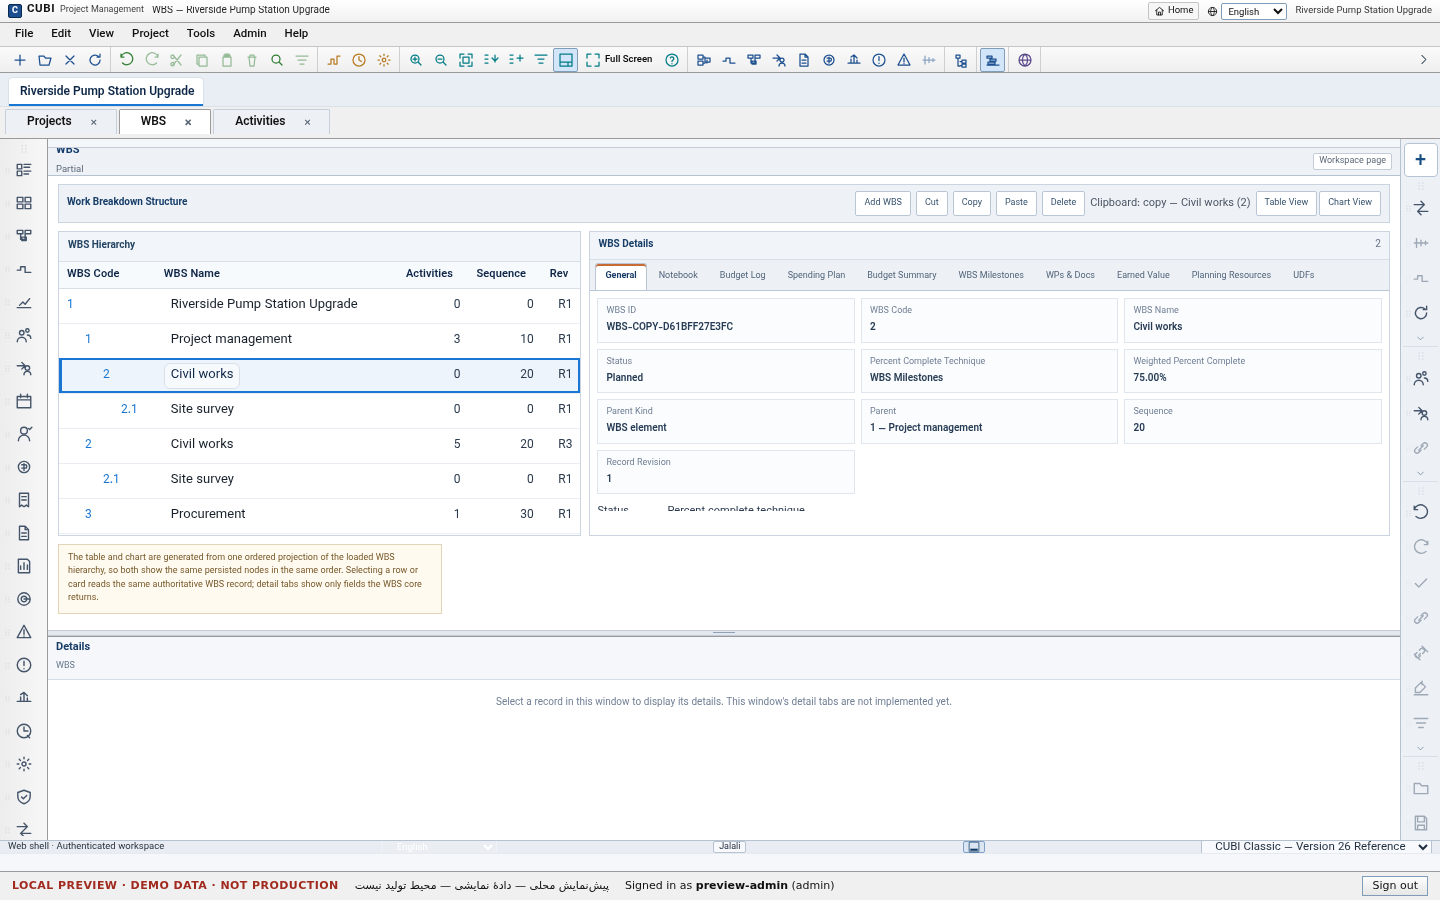 C CUBI Project Management WBS — Riverside Pump Station Upgrade Home English Riverside Pump Station Upgrade
File Edit View Project Tools Admin Help
Full Screen
Riverside Pump Station Upgrade
Projects × WBS × Activities ×
WBS
Partial Workspace page
Work Breakdown Structure Add WBS Cut Copy Paste Delete Clipboard: copy — Civil works (2) Table View Chart View
WBS Hierarchy
WBS Code WBS Name Activities Sequence Rev
1 Riverside Pump Station Upgrade 0 0 R1
1 Project management 3 10 R1
2 Civil works 0 20 R1
2.1 Site survey 0 0 R1
2 Civil works 5 20 R3
2.1 Site survey 0 0 R1
3 Procurement 1 30 R1
WBS Details 2
General Notebook Budget Log Spending Plan Budget Summary WBS Milestones WPs & Docs Earned Value Planning Resources UDFs
WBS ID WBS Code WBS Name
WBS-COPY-D61BFF27E3FC 2 Civil works
Status Percent Complete Technique Weighted Percent Complete
Planned WBS Milestones 75.00%
Parent Kind Parent Sequence
WBS element 1 — Project management 20
Record Revision
1
Status Percent complete technique
The table and chart are generated from one ordered projection of the loaded WBS
hierarchy, so both show the same persisted nodes in the same order. Selecting a row or
card reads the same authoritative WBS record; detail tabs show only fields the WBS core
returns.
Details
WBS
Select a record in this window to display its details. This window's detail tabs are not implemented yet.
Web shell · Authenticated workspace English Jalali CUBI Classic — Version 26 Reference
LOCAL PREVIEW · DEMO DATA · NOT PRODUCTION پیش‌نمایش محلی — دادهٔ نمایشی — محیط تولید نیست Signed in as preview-admin (admin) Sign out